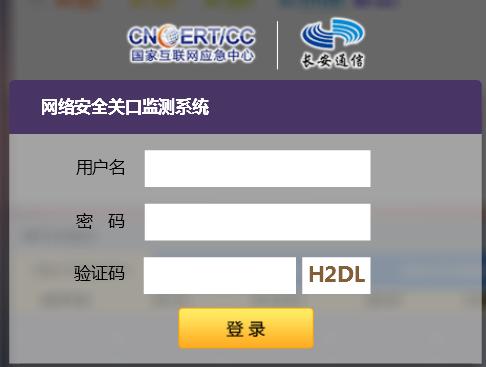 CNCERT/CC
国家互联网应急中心
长安通信
网络安全关口监测系统
用户名
密 码
验证码
H2DL
登录